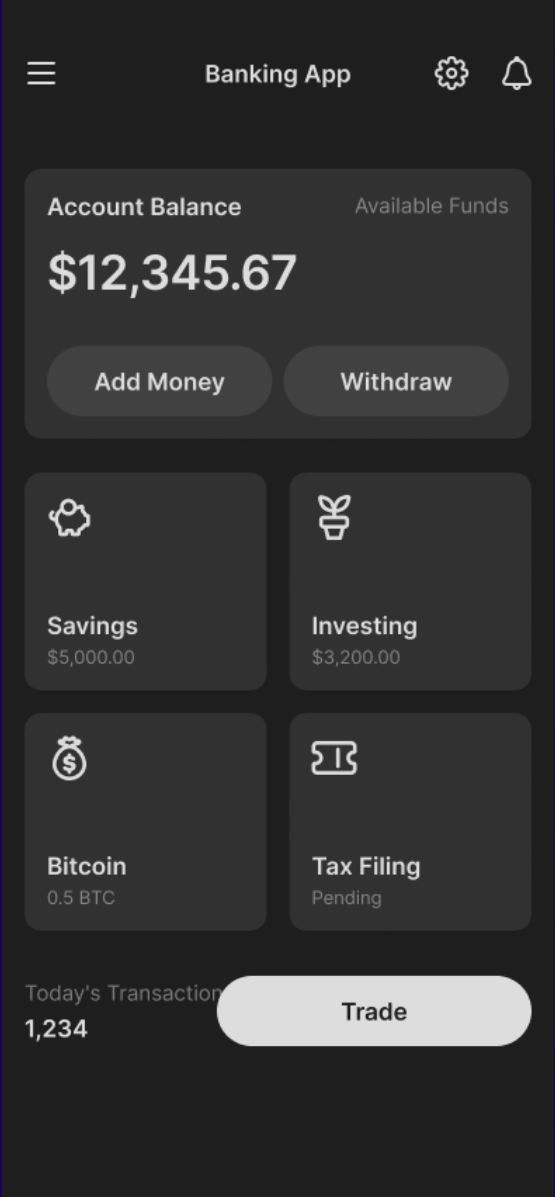 Banking App
Account Balance
Available Funds
$12,345.67
Add Money
Withdraw
Savings
$5,000.00
Investing
$3,200.00
Bitcoin
0.5 BTC
Tax Filing
Pending
Today's Transaction
1,234
Trade